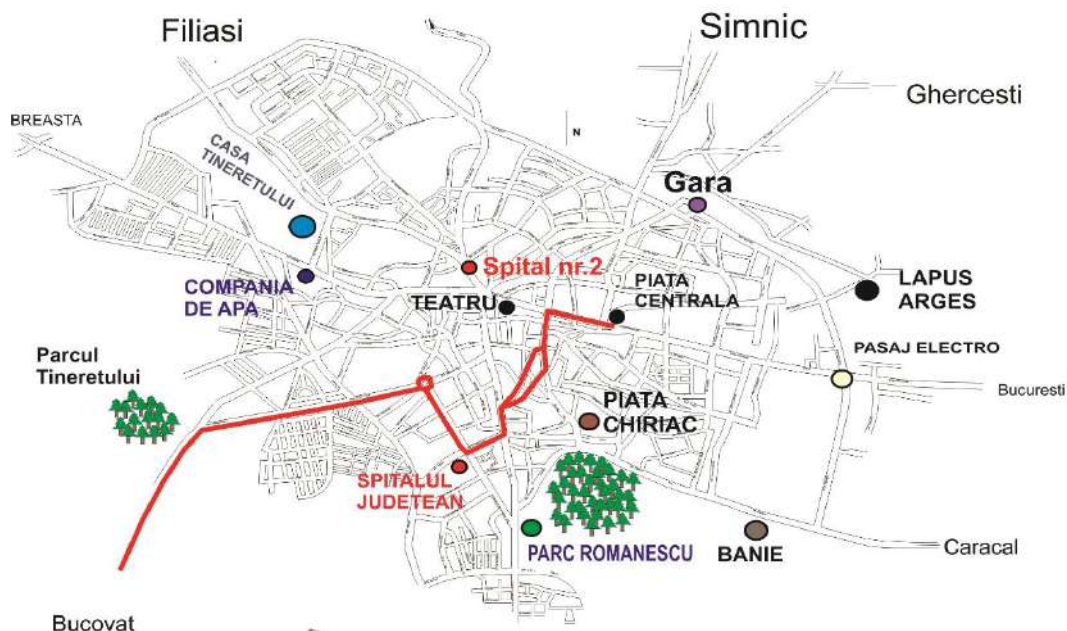 Filiasi
Simnic
Ghercesti
BREASTA
N
CASA
TINERETULUI
Gara
Spital nr.2
COMPANIA
DE APA
TEATRU
PIATA
CENTRALA
LAPUS
ARGES
PASAJ ELECTRO
Parcul
Tineretului
Bucuresti
PIATA
CHIRIAC
SPITALUL
JUDETEAN
PARC ROMANESCU
BANIE
Caracal
Bucovat